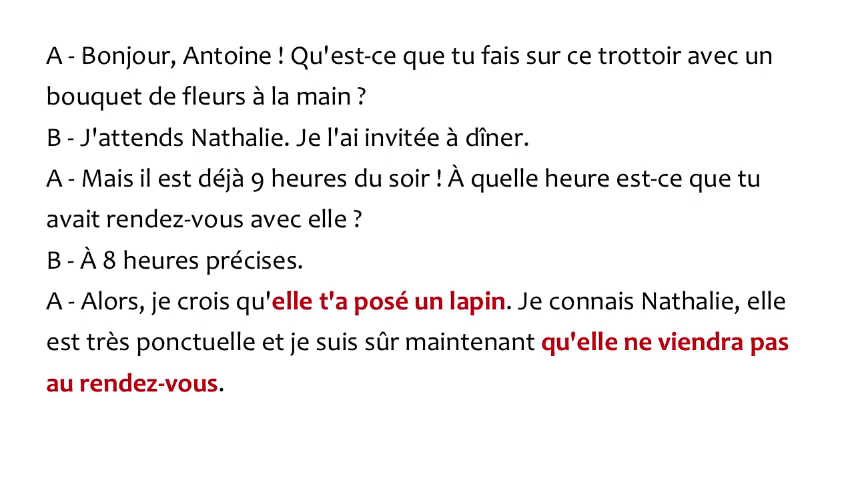 A - Bonjour, Antoine ! Qu'est-ce que tu fais sur ce trottoir avec un
bouquet de fleurs à la main ?
B - J'attends Nathalie. Je l'ai invitée à dîner.
A - Mais il est déjà 9 heures du soir ! À quelle heure est-ce que tu
avait rendez-vous avec elle ?
B - À 8 heures précises.
A - Alors, je crois qu'elle t'a posé un lapin. Je connais Nathalie, elle
est très ponctuelle et je suis sûr maintenant qu'elle ne viendra pas
au rendez-vous.